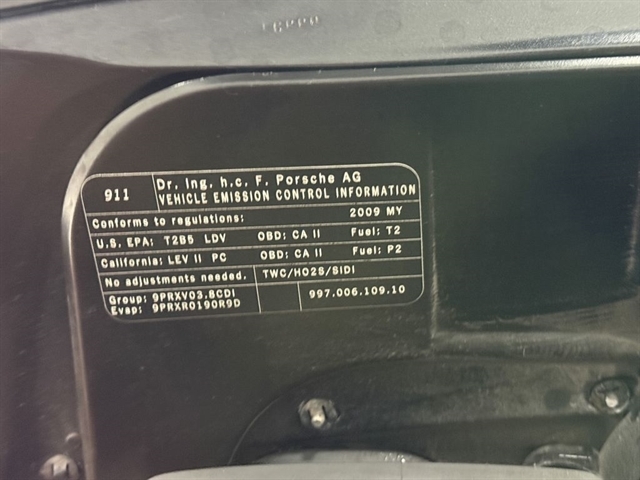 911
Dr. Ing. h.c. F. Porsche AG
VEHICLE EMISSION CONTROL INFORMATION
Conforms to regulations: 2009 MY
U.S. EPA: T2B5 LDV OBD: CA II Fuel: T2
California: LEV II PC OBD: CA II Fuel: P2
No adjustments needed. TWC/HO2S/SIDI
Group: 9PRXV03.8CDI
Evap: 9PRXR0190R9D
997.006.109.10